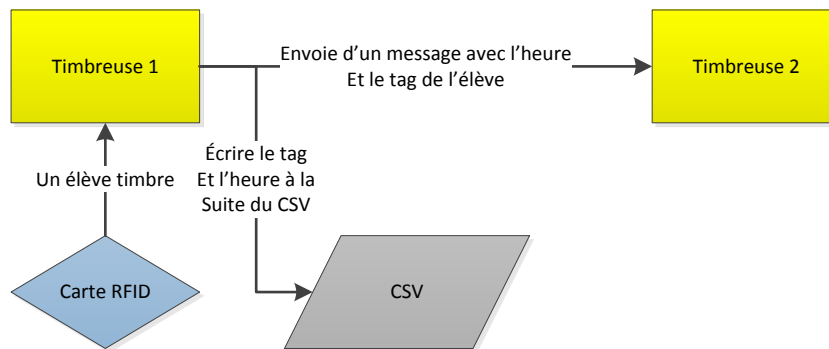 Timbreuse 1
Envoie d'un message avec l'heure
Et le tag de l'élève
Timbreuse 2
Un élève timbre
Écrire le tag
Et l'heure à la
Suite du CSV
Carte RFID
CSV